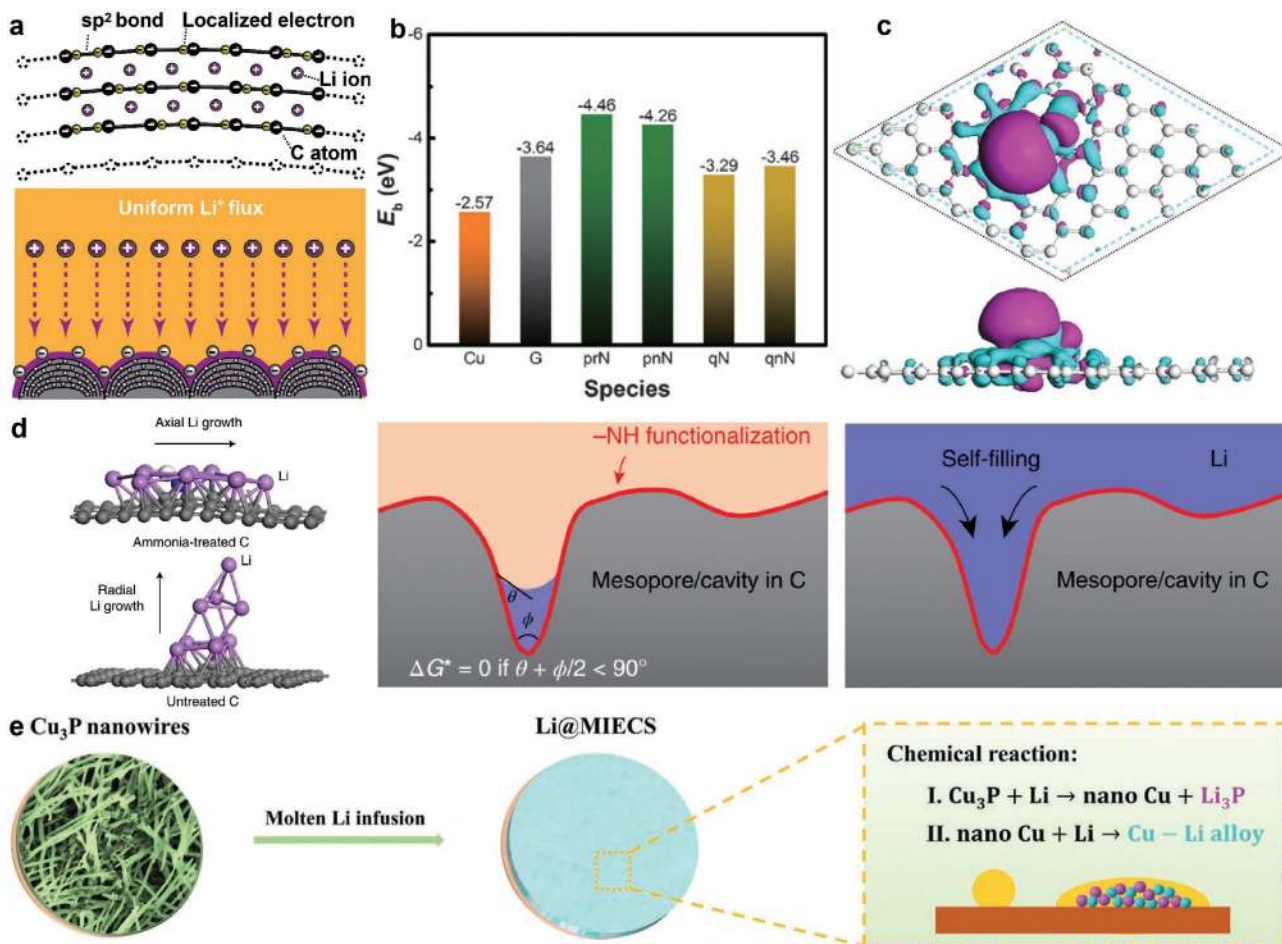 a
sp² bond
Localized electron
Li ion
C atom
Uniform Li⁺ flux
b
E_b (eV)
-6
-4
-2
0
-2.57
-3.64
-4.46
-4.26
-3.29
-3.46
Cu
G
prN
pnN
qN
qnN
Species
c
d
Axial Li growth
Li
Ammonia-treated C
Li
Radial
Li growth
Untreated C
–NH functionalization
Mesopore/cavity in C
θ
ϕ
ΔG* = 0 if θ + ϕ/2 < 90°
Self-filling
Li
Mesopore/cavity in C
e
Cu₃P nanowires
Molten Li infusion
Li@MIECS
Chemical reaction:
I. Cu₃P + Li → nano Cu + Li₃P
II. nano Cu + Li → Cu − Li alloy